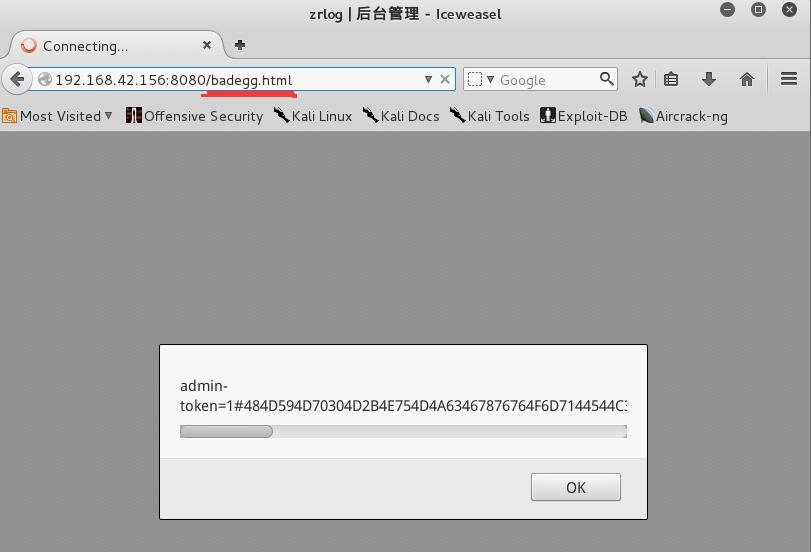 zrlog | 后台管理 - Iceweasel
Connecting...
192.168.42.156:8080/badegg.html
Google
Most Visited
Offensive Security
Kali Linux
Kali Docs
Kali Tools
Exploit-DB
Aircrack-ng
admin-
token=1#484D594D70304D2B4E754D4A63467876764F6D7144544C3
OK